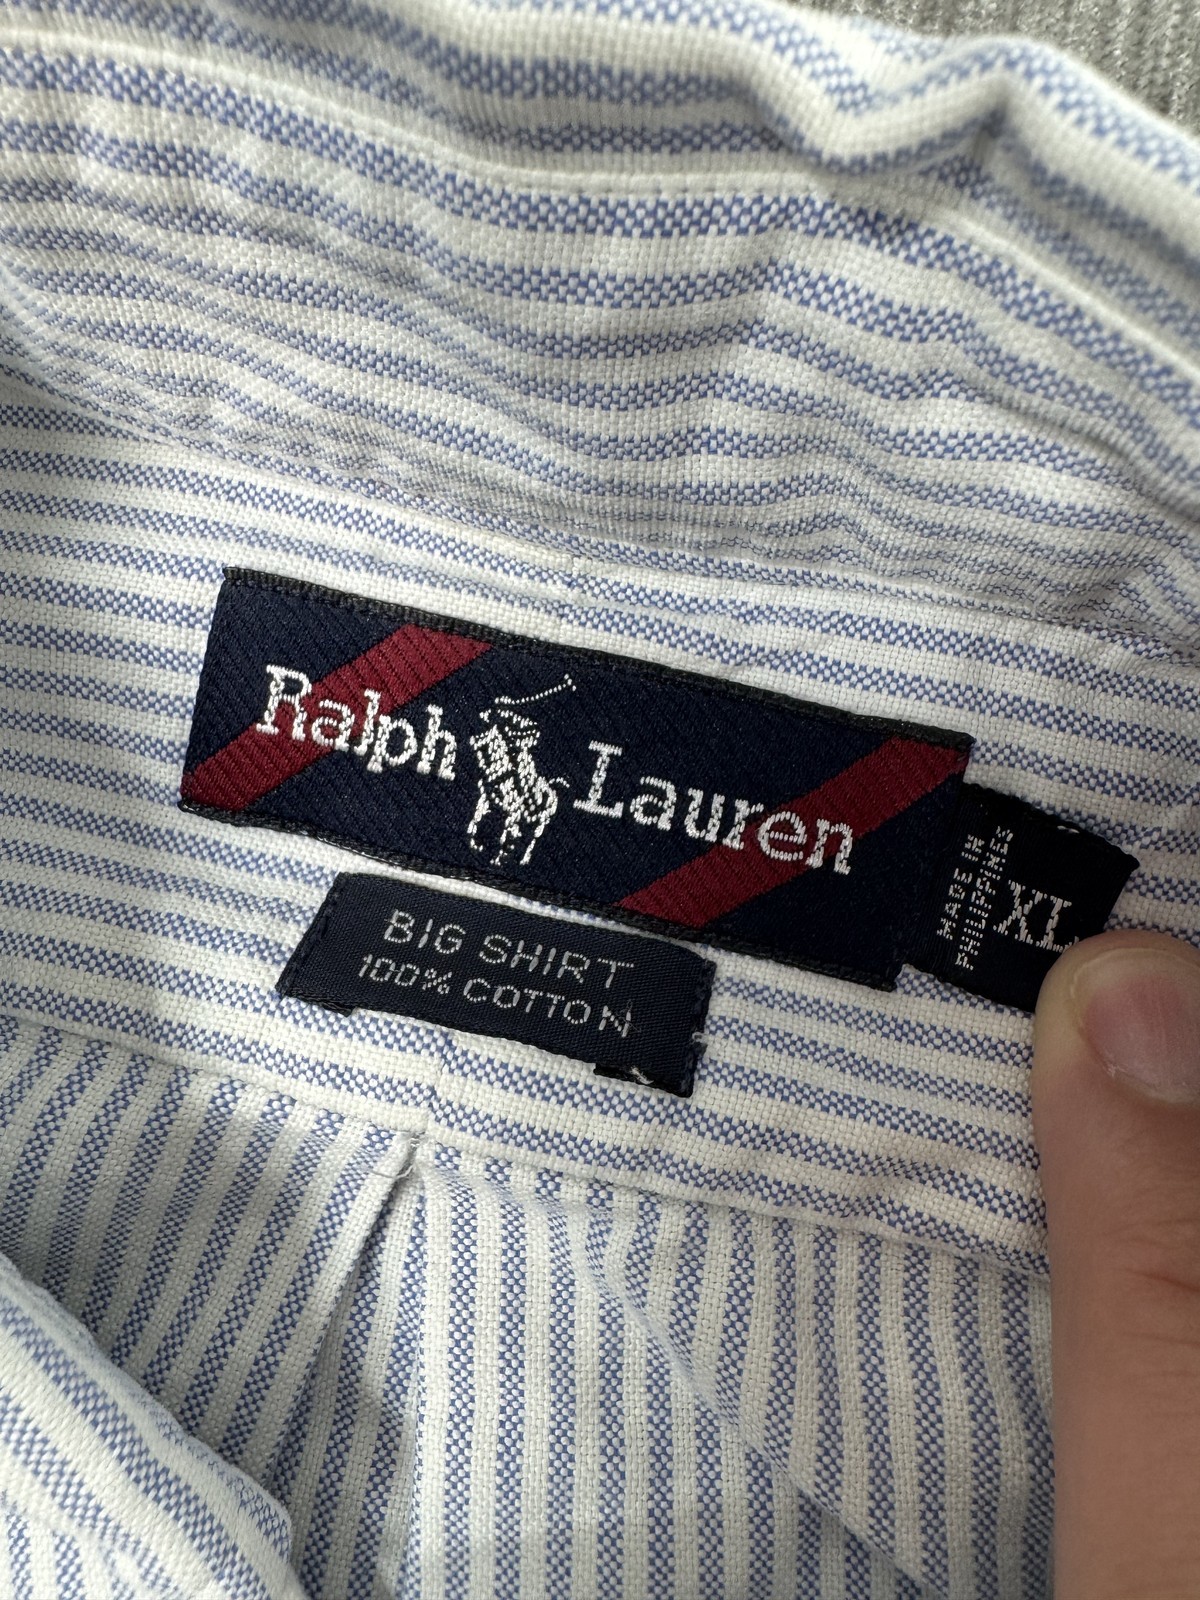 Ralph Lauren
MADE IN
PHILIPPINES
XL
BIG SHIRT
100% COTTON